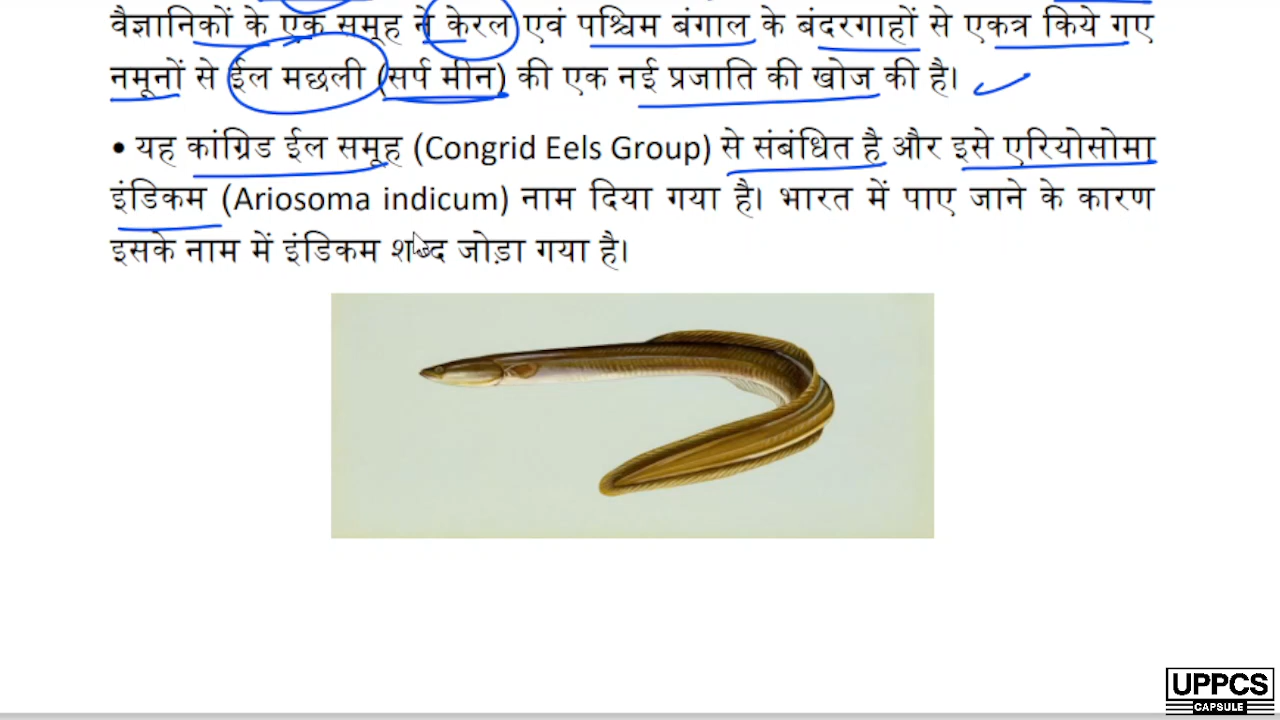 वैज्ञानिकों के एक समूह ने केरल एवं पश्चिम बंगाल के बंदरगाहों से एकत्र किये गए
नमूनों से ईल मछली (सर्प मीन) की एक नई प्रजाति की खोज की है।
• यह कांग्रिड ईल समूह (Congrid Eels Group) से संबंधित है और इसे एरियोसोमा
इंडिकम (Ariosoma indicum) नाम दिया गया है। भारत में पाए जाने के कारण
इसके नाम में इंडिकम शब्द जोड़ा गया है।
UPPCS
CAPSULE